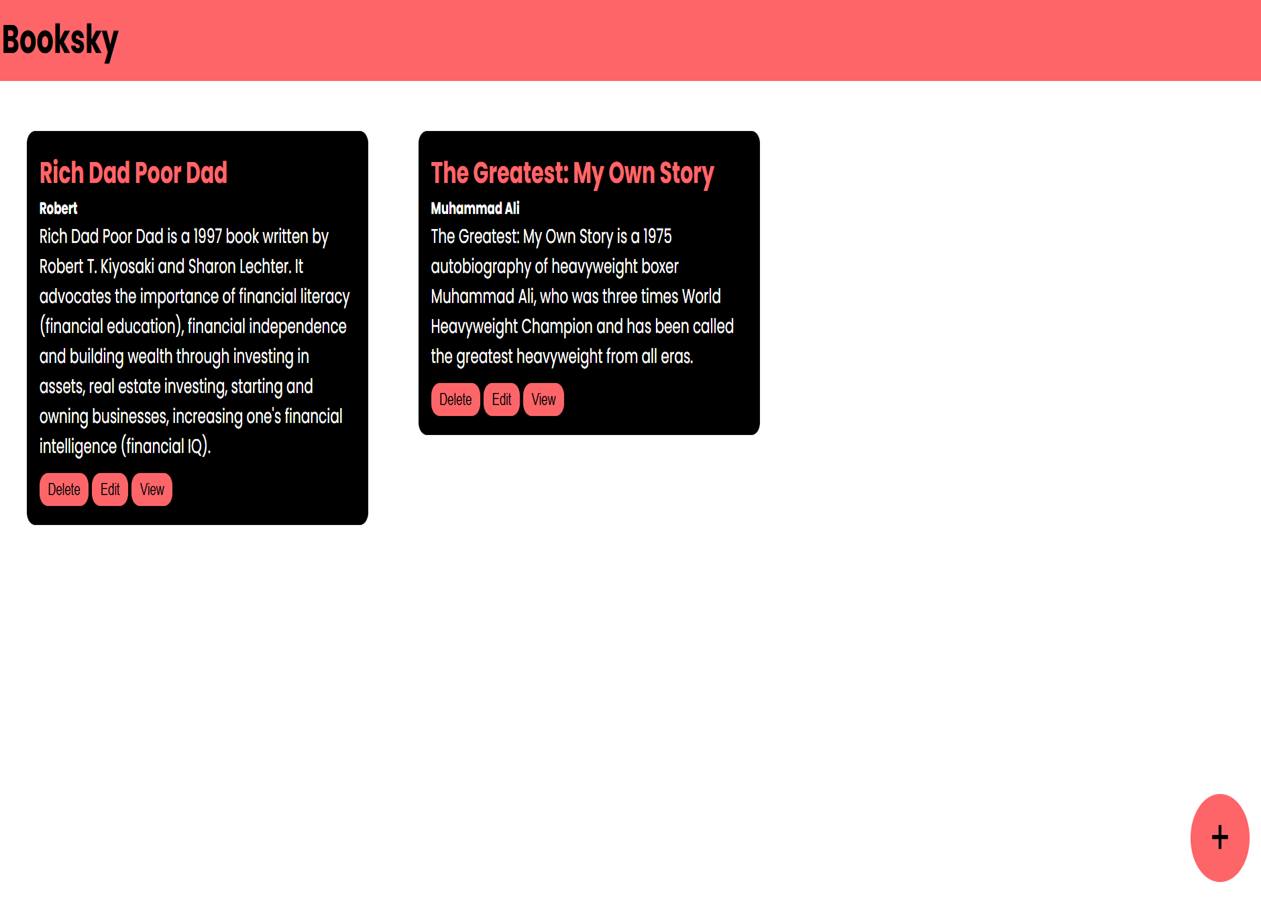 Booksky
Rich Dad Poor Dad
Robert
Rich Dad Poor Dad is a 1997 book written by
Robert T. Kiyosaki and Sharon Lechter. It
advocates the importance of financial literacy
(financial education), financial independence
and building wealth through investing in
assets, real estate investing, starting and
owning businesses, increasing one's financial
intelligence (financial IQ).
Delete Edit View
The Greatest: My Own Story
Muhammad Ali
The Greatest: My Own Story is a 1975
autobiography of heavyweight boxer
Muhammad Ali, who was three times World
Heavyweight Champion and has been called
the greatest heavyweight from all eras.
Delete Edit View
+